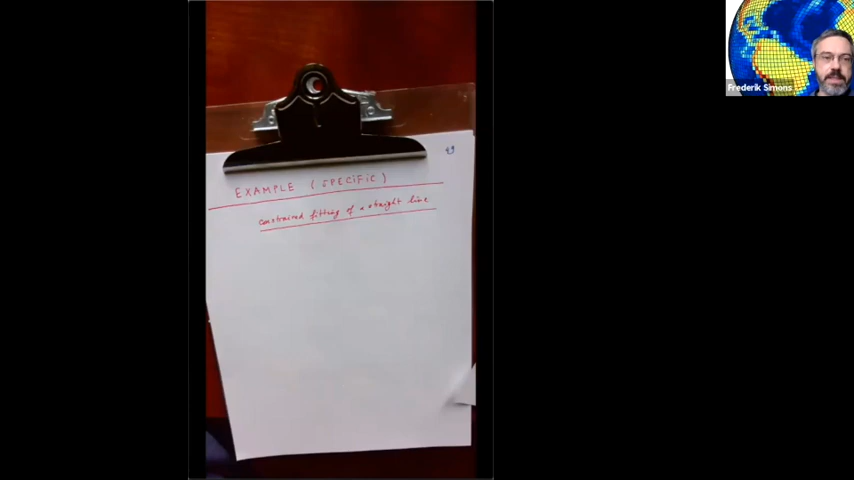 EXAMPLE (SPECIFIC)
constrained fitting of a straight line
Frederik Simons